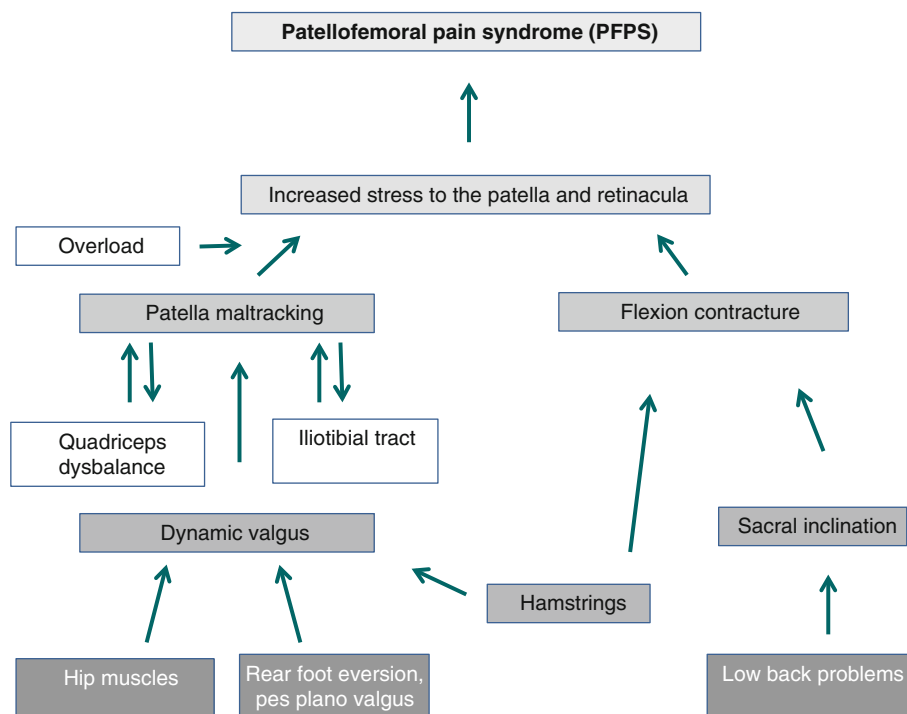 Patellofemoral pain syndrome (PFPS)
Increased stress to the patella and retinacula
Overload
Patella maltracking
Flexion contracture
Quadriceps
dysbalance
Iliotibial tract
Dynamic valgus
Sacral inclination
Hamstrings
Hip muscles
Rear foot eversion,
pes plano valgus
Low back problems